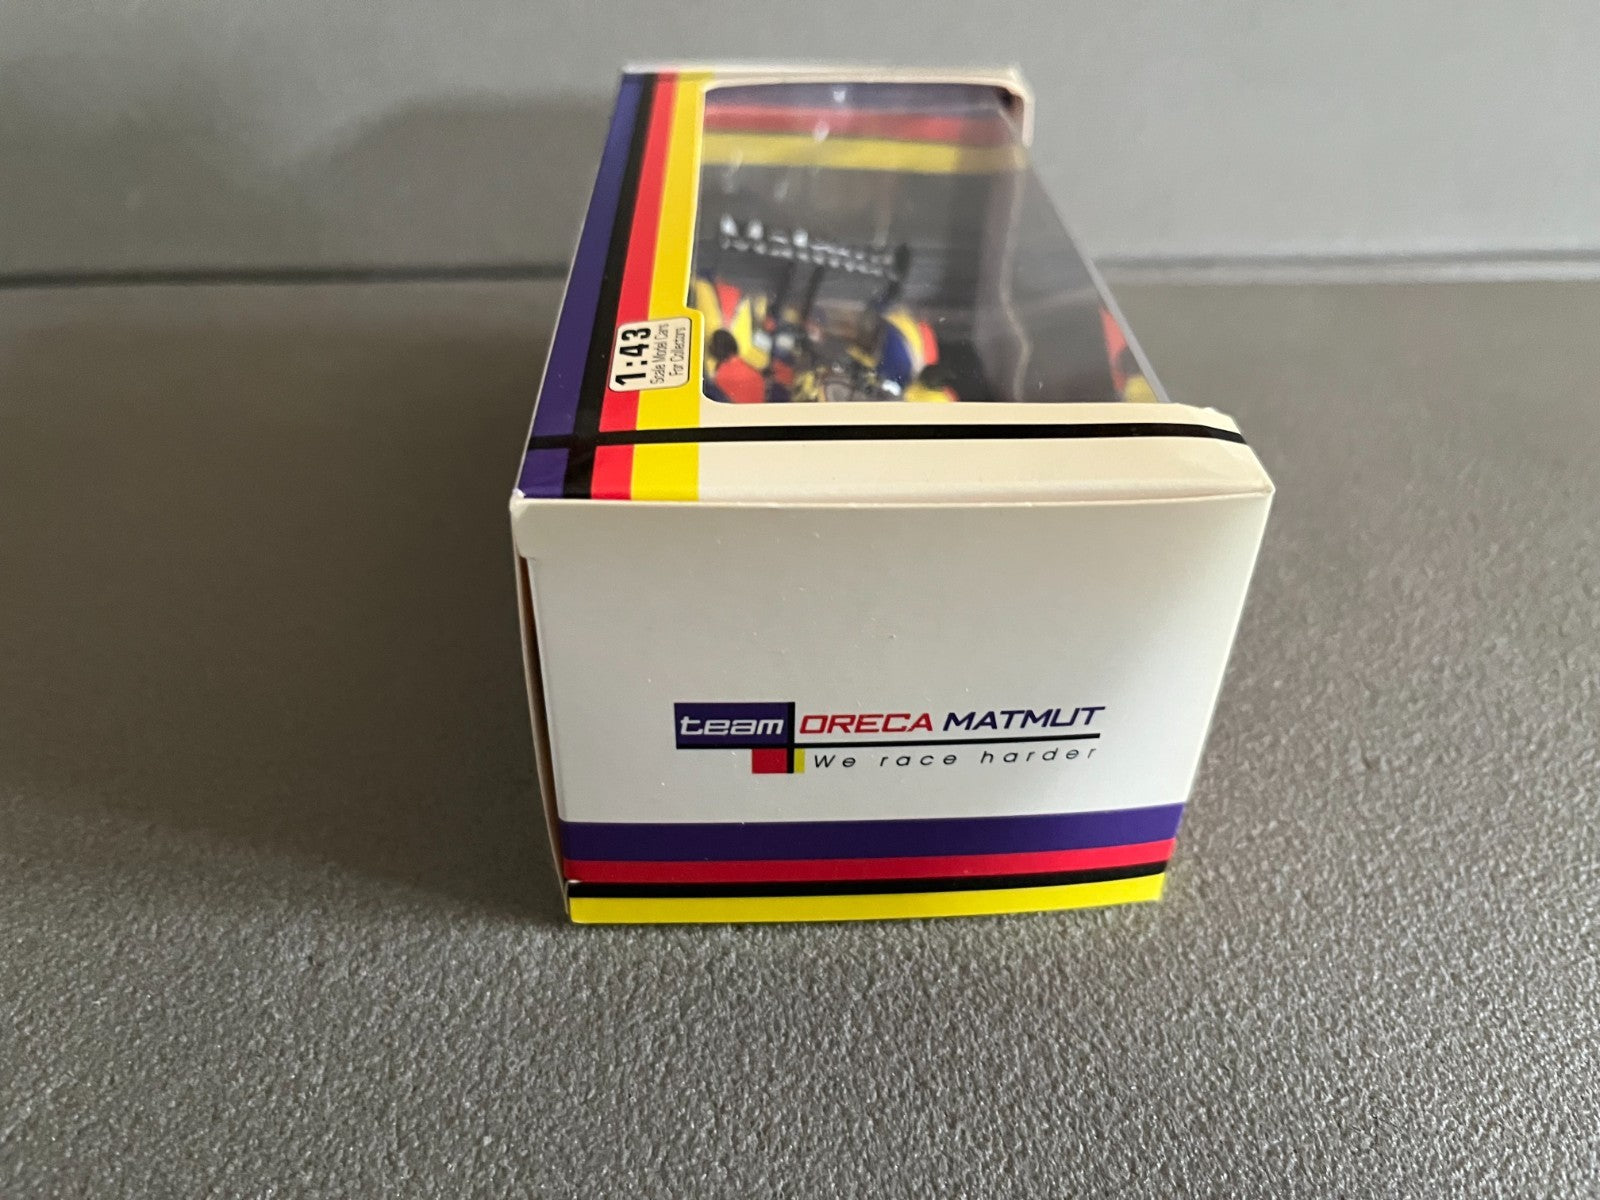 1:43
Scale Model Cars
For Collectors
team ORECA MATMUT
We race harder